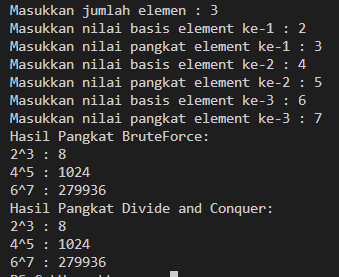 Masukkan jumlah elemen : 3
Masukkan nilai basis element ke-1 : 2
Masukkan nilai pangkat element ke-1 : 3
Masukkan nilai basis element ke-2 : 4
Masukkan nilai pangkat element ke-2 : 5
Masukkan nilai basis element ke-3 : 6
Masukkan nilai pangkat element ke-3 : 7
Hasil Pangkat BruteForce:
2^3 : 8
4^5 : 1024
6^7 : 279936
Hasil Pangkat Divide and Conquer:
2^3 : 8
4^5 : 1024
6^7 : 279936